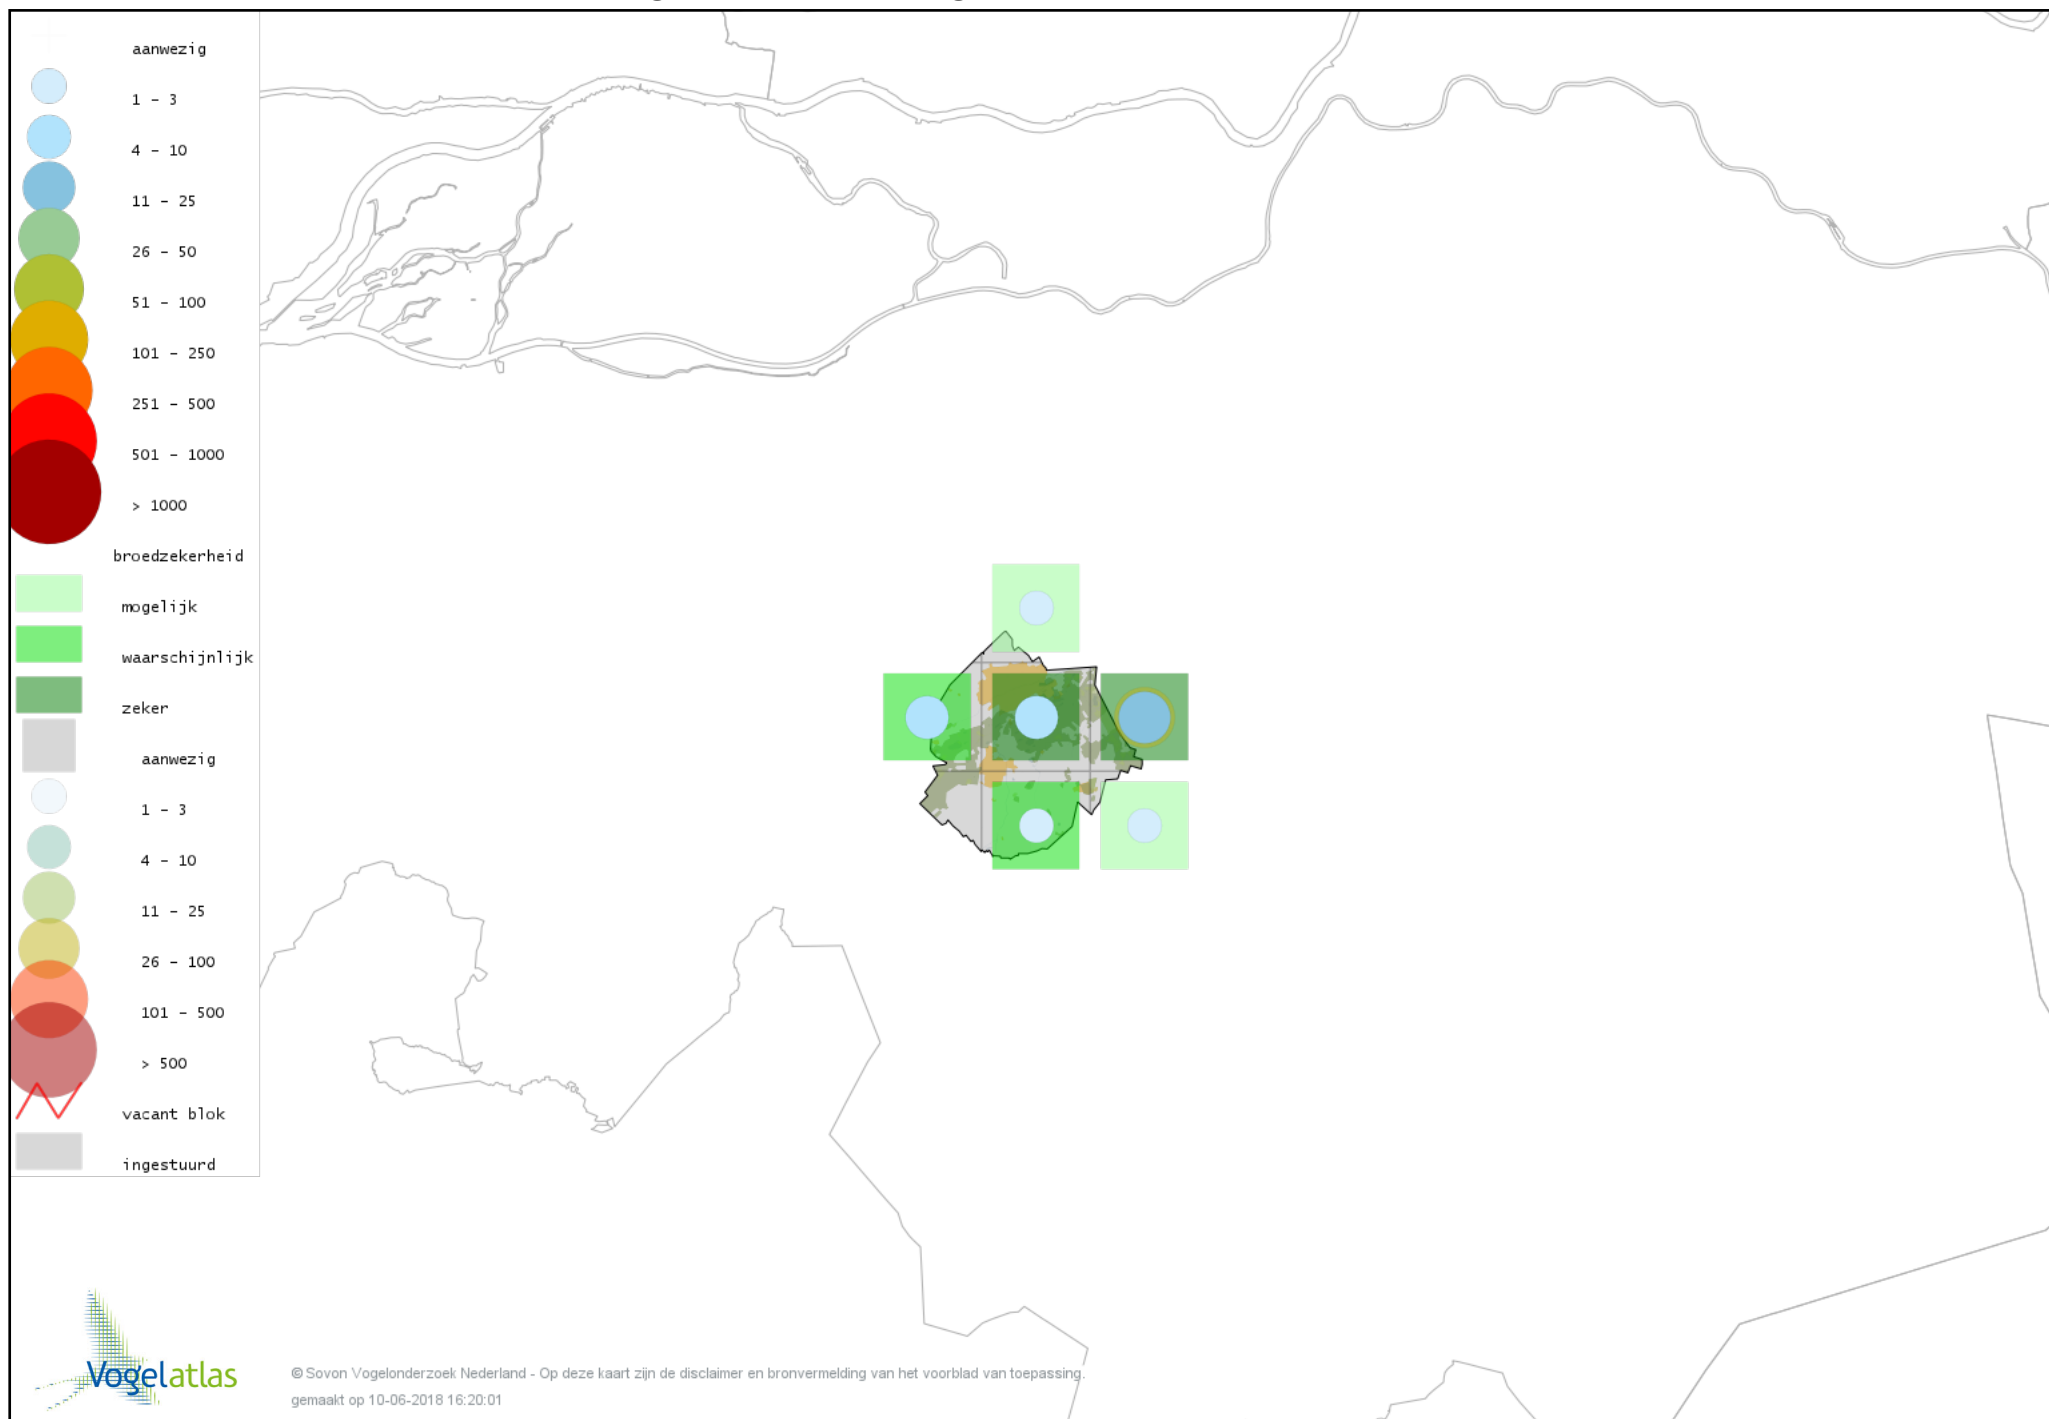 aanwezig
1 - 3
4 - 10
11 - 25
26 - 50
51 - 100
101 - 250
251 - 500
501 - 1000
> 1000
broedzekerheid
mogelijk
waarschijnlijk
zeker
aanwezig
1 - 3
4 - 10
11 - 25
26 - 100
101 - 500
> 500
vacant blok
ingestuurd
Vogelatlas
© Sovon Vogelonderzoek Nederland - Op deze kaart zijn de disclaimer en bronvermelding van het voorblad van toepassing.
gemaakt op 10-06-2018 16:20:01